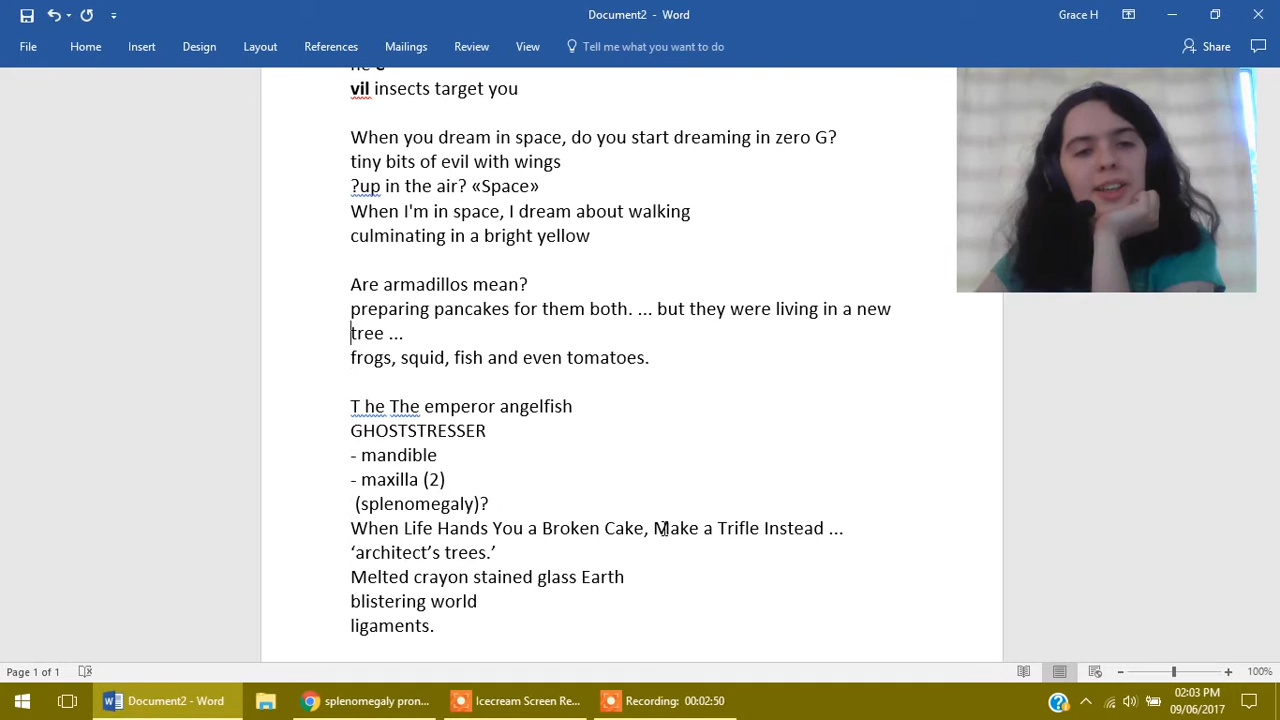 Document2 - Word
Grace H
File
Home
Insert
Design
Layout
References
Mailings
Review
View
Tell me what you want to do
Share
vil insects target you
When you dream in space, do you start dreaming in zero G?
tiny bits of evil with wings
?up in the air? «Space»
When I'm in space, I dream about walking
culminating in a bright yellow
Are armadillos mean?
preparing pancakes for them both. ... but they were living in a new
tree ...
frogs, squid, fish and even tomatoes.
T he The emperor angelfish
GHOSTSTRESSER
- mandible
- maxilla (2)
(splenomegaly)?
When Life Hands You a Broken Cake, Make a Trifle Instead ...
‘architect’s trees.’
Melted crayon stained glass Earth
blistering world
ligaments.
Page 1 of 1
100%
Document2 - Word
splenomegaly pron...
Icecream Screen Re...
Recording: 00:02:50
02:03 PM
09/06/2017